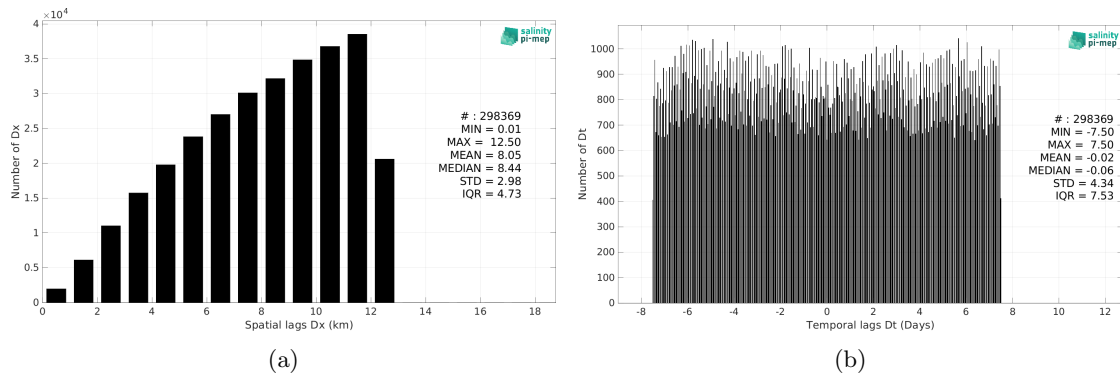 ×10⁴
4
3.5
3
2.5
2
1.5
1
0.5
0
Number of Dx
0 2 4 6 8 10 12 14 16 18
Spatial lags Dx (km)
salinity
pi-mep
# : 298369
MIN = 0.01
MAX = 12.50
MEAN = 8.05
MEDIAN = 8.44
STD = 2.98
IQR = 4.73
(a)
1000
900
800
700
600
500
400
300
200
100
0
Number of Dt
-8 -6 -4 -2 0 2 4 6 8 10 12
Temporal lags Dt (Days)
salinity
pi-mep
# : 298369
MIN = -7.50
MAX = 7.50
MEAN = -0.02
MEDIAN = -0.06
STD = 4.34
IQR = 7.53
(b)